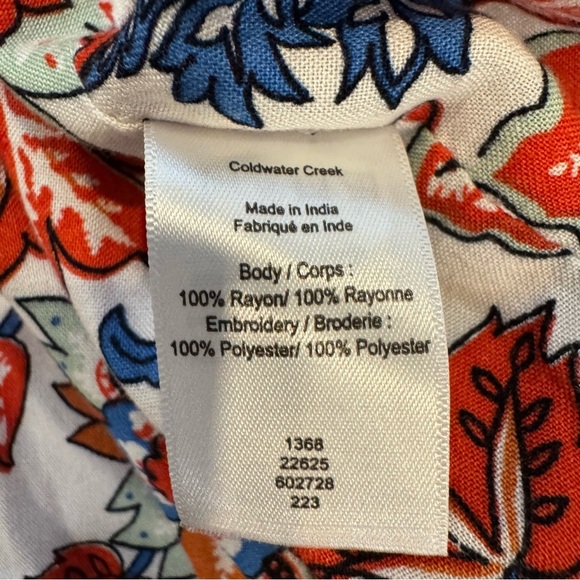 Coldwater Creek
Made in India
Fabriqué en Inde
Body / Corps :
100% Rayon/ 100% Rayonne
Embroidery / Broderie :
100% Polyester/ 100% Polyester
1368
22625
602728
223